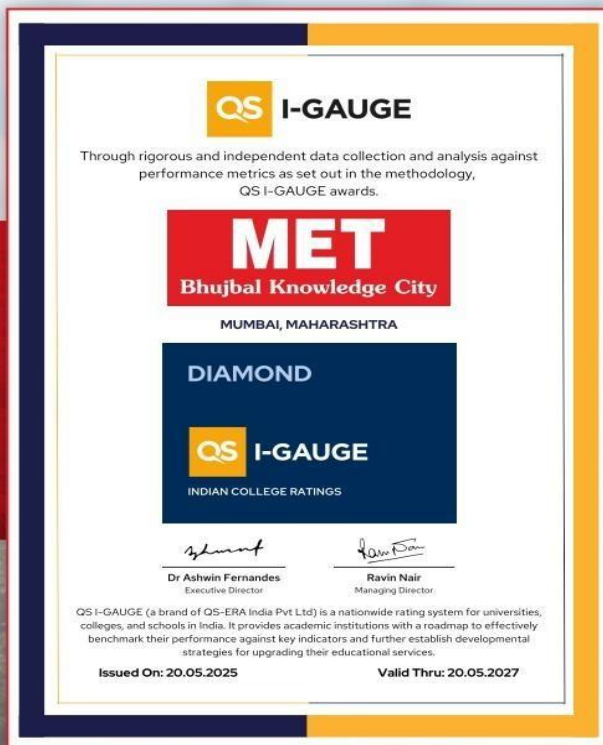 QS I-GAUGE
Through rigorous and independent data collection and analysis against
performance metrics as set out in the methodology,
QS I-GAUGE awards.
MET
Bhujbal Knowledge City
MUMBAI, MAHARASHTRA
DIAMOND
QS I-GAUGE
INDIAN COLLEGE RATINGS
Dr Ashwin Fernandes
Executive Director
Ravin Nair
Managing Director
QS I-GAUGE (a brand of QS-ERA India Pvt Ltd) is a nationwide rating system for universities,
colleges, and schools in India. It provides academic institutions with a roadmap to effectively
benchmark their performance against key indicators and further establish developmental
strategies for upgrading their educational services.
Issued On: 20.05.2025 Valid Thru: 20.05.2027